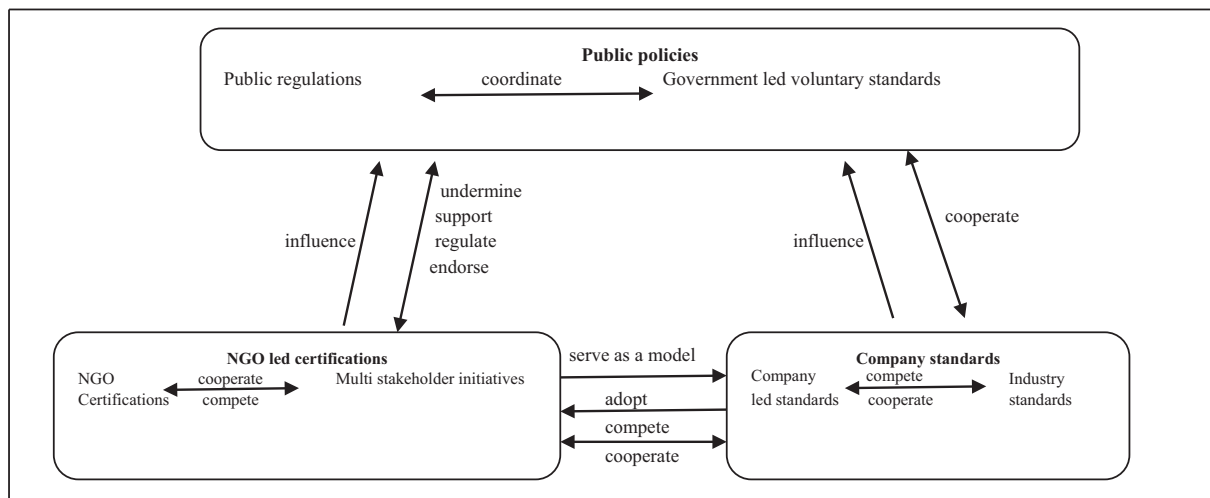 Public policies
Public regulations
coordinate
Government led voluntary standards
undermine
support
regulate
endorse
influence
influence
cooperate
NGO led certifications
NGO
Certifications
cooperate
compete
Multi stakeholder initiatives
serve as a model
adopt
compete
cooperate
Company standards
Company
led standards
compete
cooperate
Industry
standards